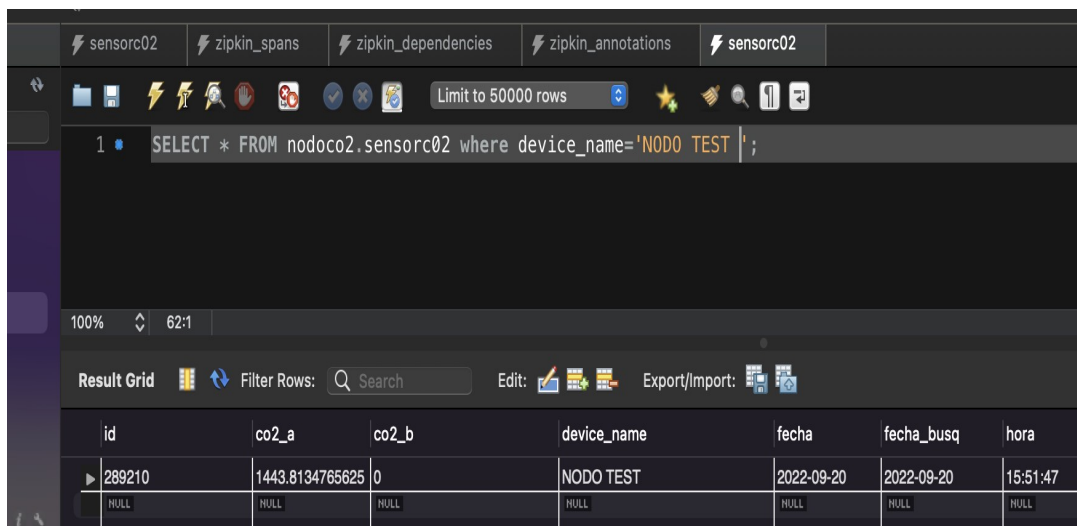 sensorc02 zipkin_spans zipkin_dependencies zipkin_annotations sensorc02
Limit to 50000 rows
1 SELECT * FROM nodoco2.sensorc02 where device_name='NODO TEST ';
100% 62:1
Result Grid Filter Rows: Search Edit: Export/Import:
id co2_a co2_b device_name fecha fecha_busq hora
289210 1443.8134765625 0 NODO TEST 2022-09-20 2022-09-20 15:51:47
NULL NULL NULL NULL NULL NULL NULL